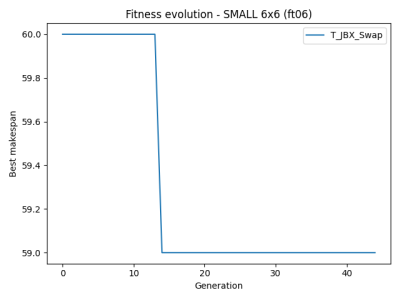 Fitness evolution - SMALL 6x6 (ft06)
60.0
T_JBX_Swap
59.8
59.6
Best makespan
59.4
59.2
59.0
0
10
20
30
40
Generation